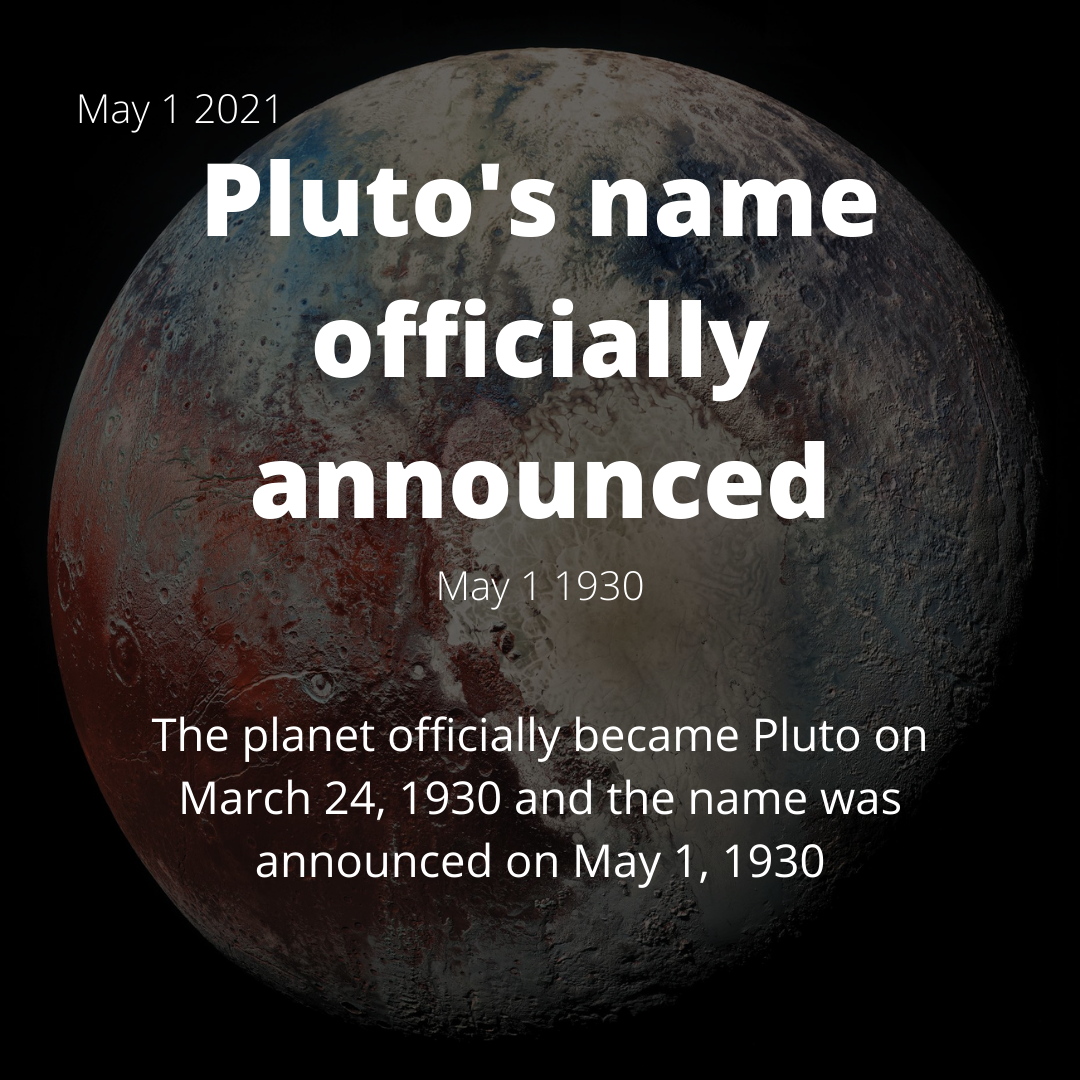 May 1 2021
Pluto's name
officially
announced
May 1 1930
The planet officially became Pluto on
March 24, 1930 and the name was
announced on May 1, 1930